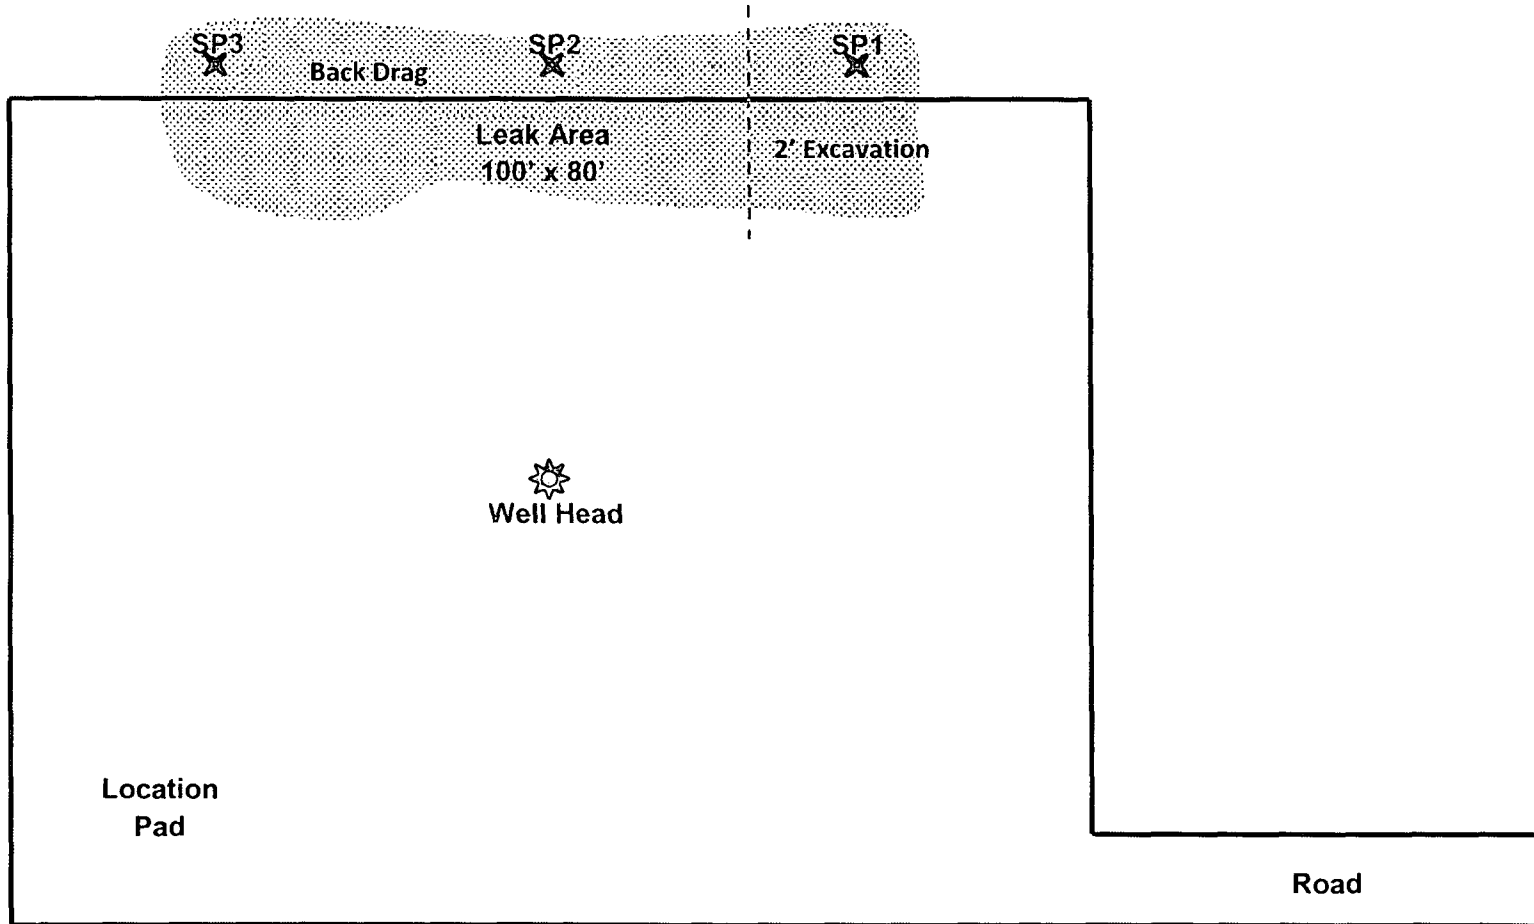 SP3
SP2
SP1
Back Drag
Leak Area
100' x 80'
2' Excavation
Well Head
Location
Pad
Road